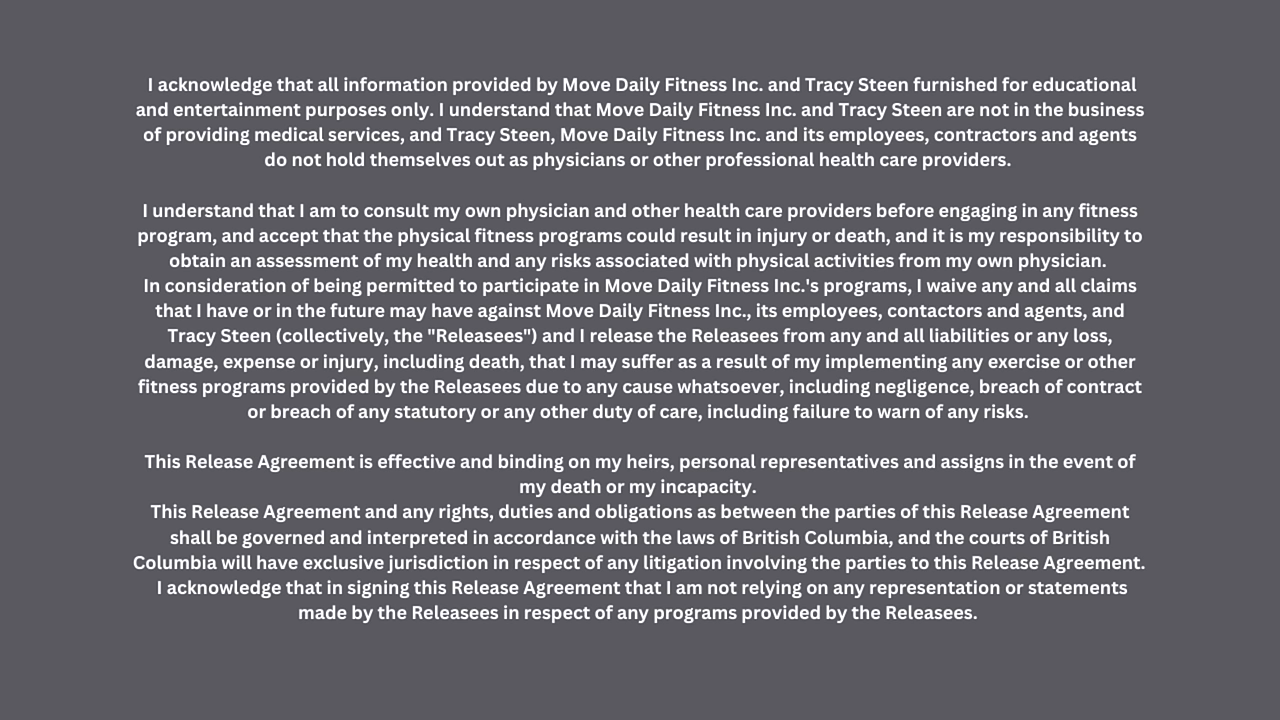 I acknowledge that all information provided by Move Daily Fitness Inc. and Tracy Steen furnished for educational
and entertainment purposes only. I understand that Move Daily Fitness Inc. and Tracy Steen are not in the business
of providing medical services, and Tracy Steen, Move Daily Fitness Inc. and its employees, contractors and agents
do not hold themselves out as physicians or other professional health care providers.
I understand that I am to consult my own physician and other health care providers before engaging in any fitness
program, and accept that the physical fitness programs could result in injury or death, and it is my responsibility to
obtain an assessment of my health and any risks associated with physical activities from my own physician.
In consideration of being permitted to participate in Move Daily Fitness Inc.'s programs, I waive any and all claims
that I have or in the future may have against Move Daily Fitness Inc., its employees, contactors and agents, and
Tracy Steen (collectively, the "Releasees") and I release the Releasees from any and all liabilities or any loss,
damage, expense or injury, including death, that I may suffer as a result of my implementing any exercise or other
fitness programs provided by the Releasees due to any cause whatsoever, including negligence, breach of contract
or breach of any statutory or any other duty of care, including failure to warn of any risks.
This Release Agreement is effective and binding on my heirs, personal representatives and assigns in the event of
my death or my incapacity.
This Release Agreement and any rights, duties and obligations as between the parties of this Release Agreement
shall be governed and interpreted in accordance with the laws of British Columbia, and the courts of British
Columbia will have exclusive jurisdiction in respect of any litigation involving the parties to this Release Agreement.
I acknowledge that in signing this Release Agreement that I am not relying on any representation or statements
made by the Releasees in respect of any programs provided by the Releasees.